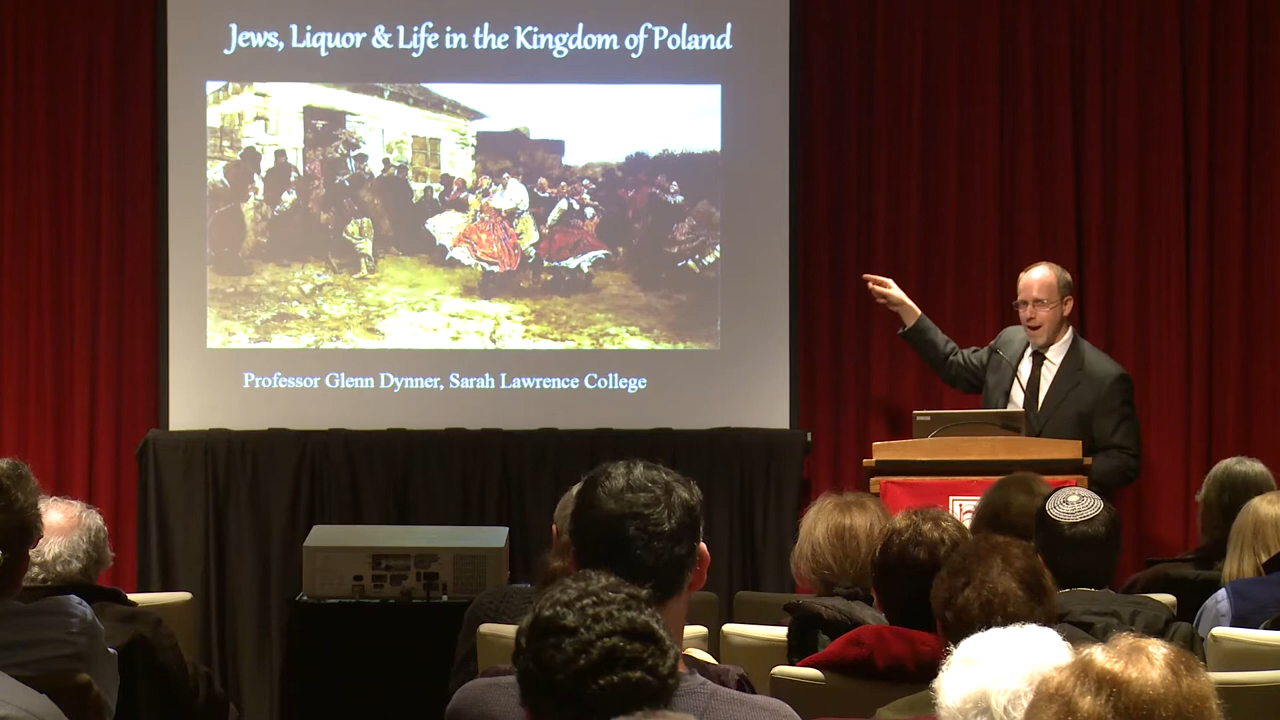 Jews, Liquor & Life in the Kingdom of Poland
Professor Glenn Dynner, Sarah Lawrence College